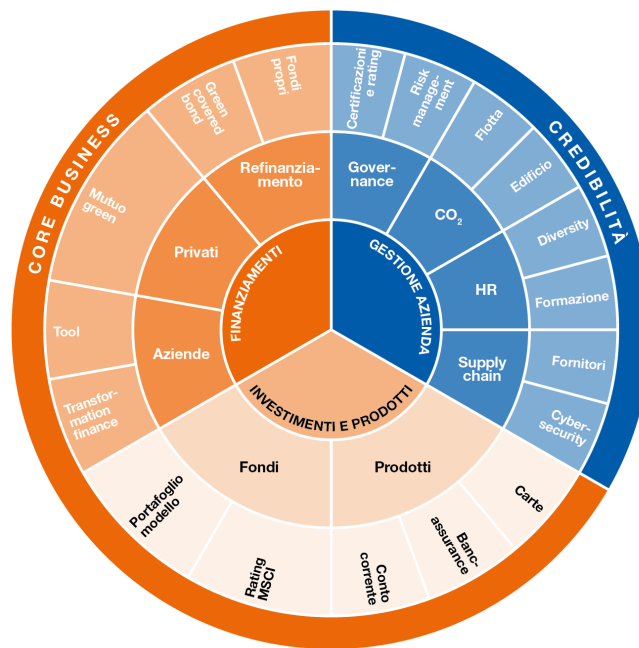 CORE BUSINESS
CREDIBILITÀ
FINANZIAMENTI
GESTIONE AZIENDA
INVESTIMENTI E PRODOTTI
Refinanzia-
mento
Privati
Aziende
Gover-
nance
CO₂
HR
Supply
chain
Fondi
Prodotti
Fondi
propri
Green
covered
bond
Mutuo
green
Tool
Transfor-
mation
finance
Certificazioni
e rating
Risk
manage-
ment
Flotta
Edificio
Diversity
Formazione
Fornitori
Cyber-
security
Portafoglio
modello
Rating
MSCI
Conto
corrente
Banc-
assurance
Carte